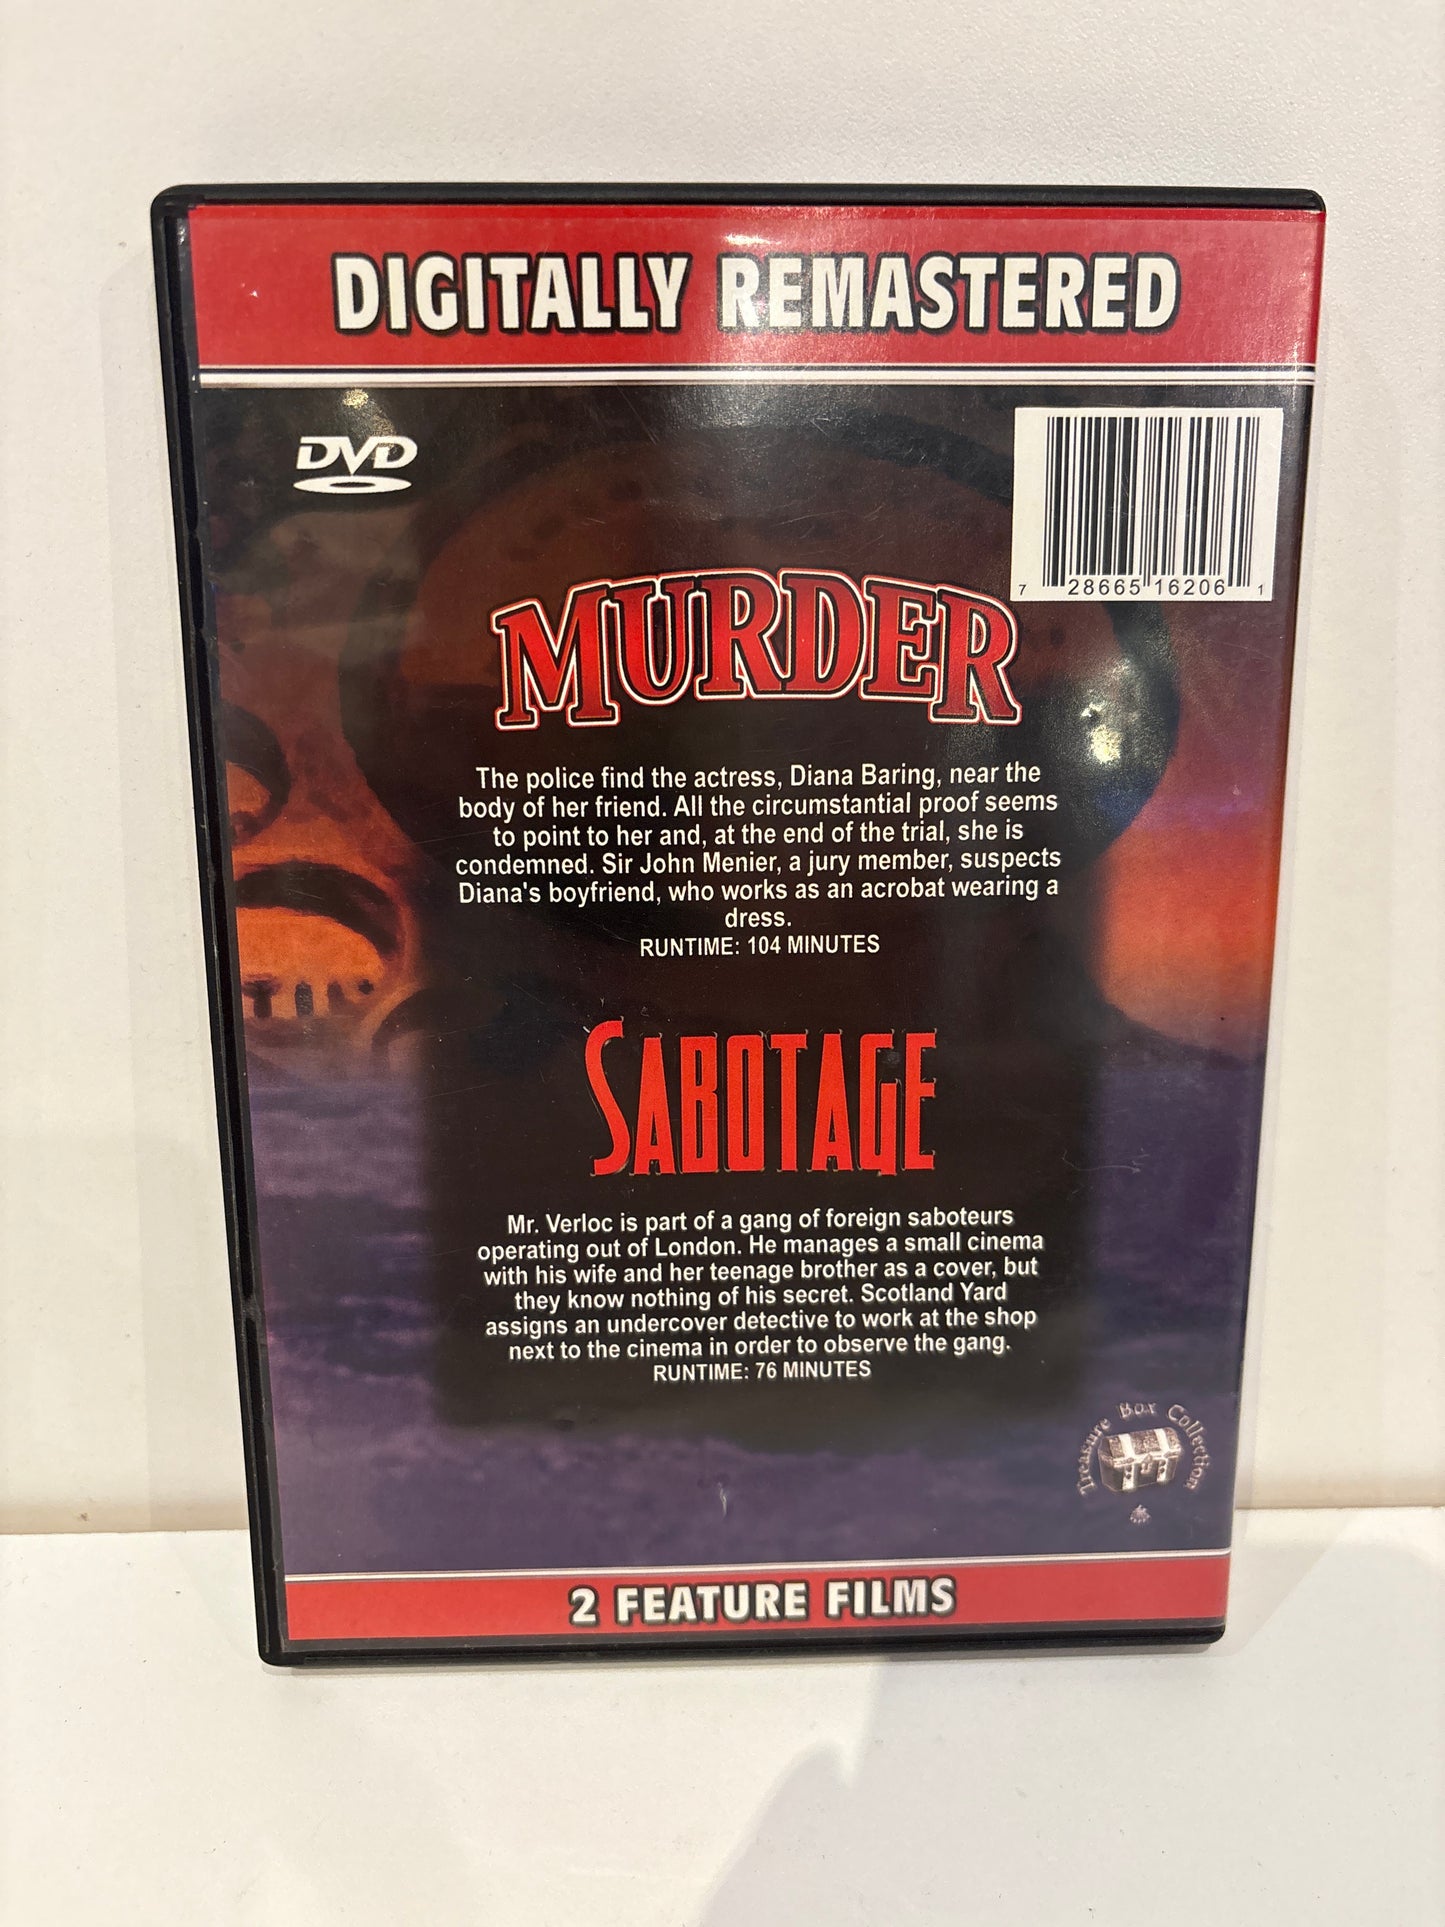 DIGITALLY REMASTERED
DVD
7 28665 16206 1
MURDER
The police find the actress, Diana Baring, near the
body of her friend. All the circumstantial proof seems
to point to her and, at the end of the trial, she is
condemned. Sir John Menier, a jury member, suspects
Diana's boyfriend, who works as an acrobat wearing a
dress.
RUNTIME: 104 MINUTES
SABOTAGE
Mr. Verloc is part of a gang of foreign saboteurs
operating out of London. He manages a small cinema
with his wife and her teenage brother as a cover, but
they know nothing of his secret. Scotland Yard
assigns an undercover detective to work at the shop
next to the cinema in order to observe the gang.
RUNTIME: 76 MINUTES
Treasure Box Collection
2 FEATURE FILMS